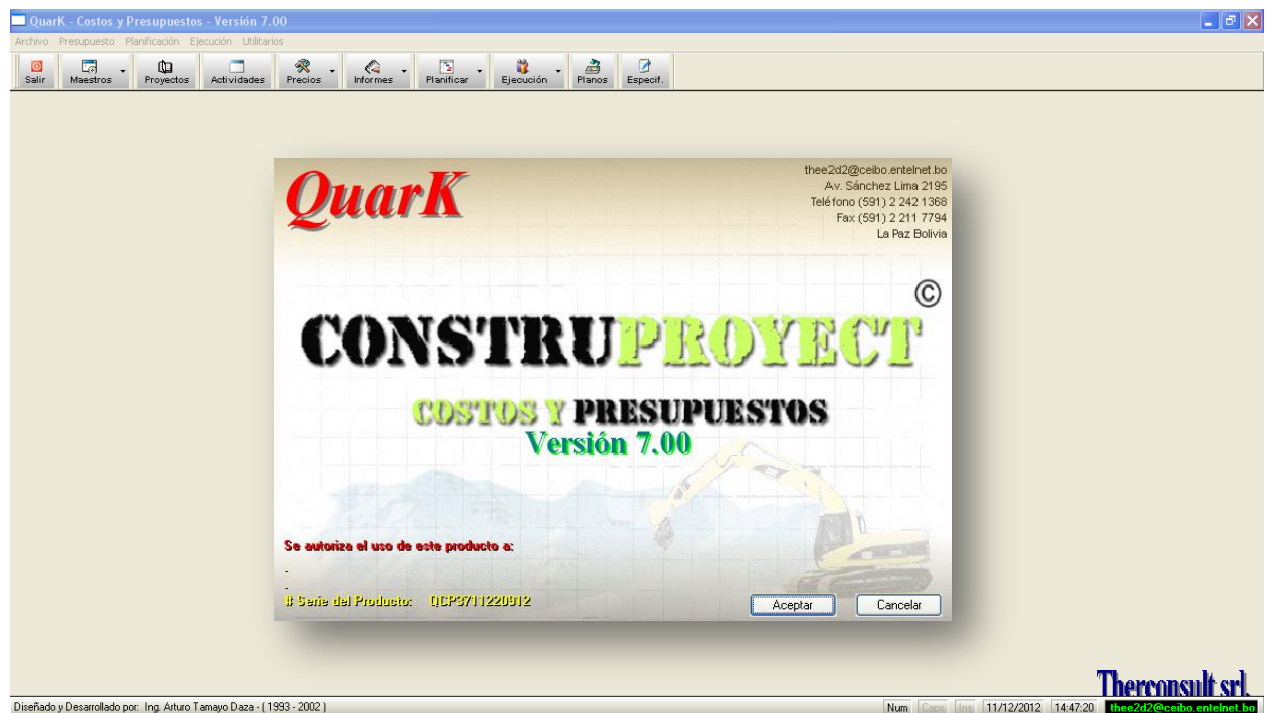 QuarK - Costos y Presupuestos - Versión 7.00
Archivo Presupuesto Planificación Ejecución Utilitarios
Salir Maestros Proyectos Actividades Precios Informes Planificar Ejecución Planos Especif.
QuarK
thee2d2@ceibo.entelnet.bo
Av. Sánchez Lima 2195
Teléfono (591) 2 242 1368
Fax (591) 2 211 7794
La Paz Bolivia
©
CONSTRUPROYECT
COSTOS Y PRESUPUESTOS
Versión 7.00
Se autoriza el uso de este producto a:
.
.
# Serie del Producto: QCP3711220912
Aceptar Cancelar
Therconsult srl.
Diseñado y Desarrollado por: Ing. Arturo Tamayo Daza - ( 1993 - 2002 ) Num Caps Ins 11/12/2012 14:47:20 thee2d2@ceibo.entelnet.bo